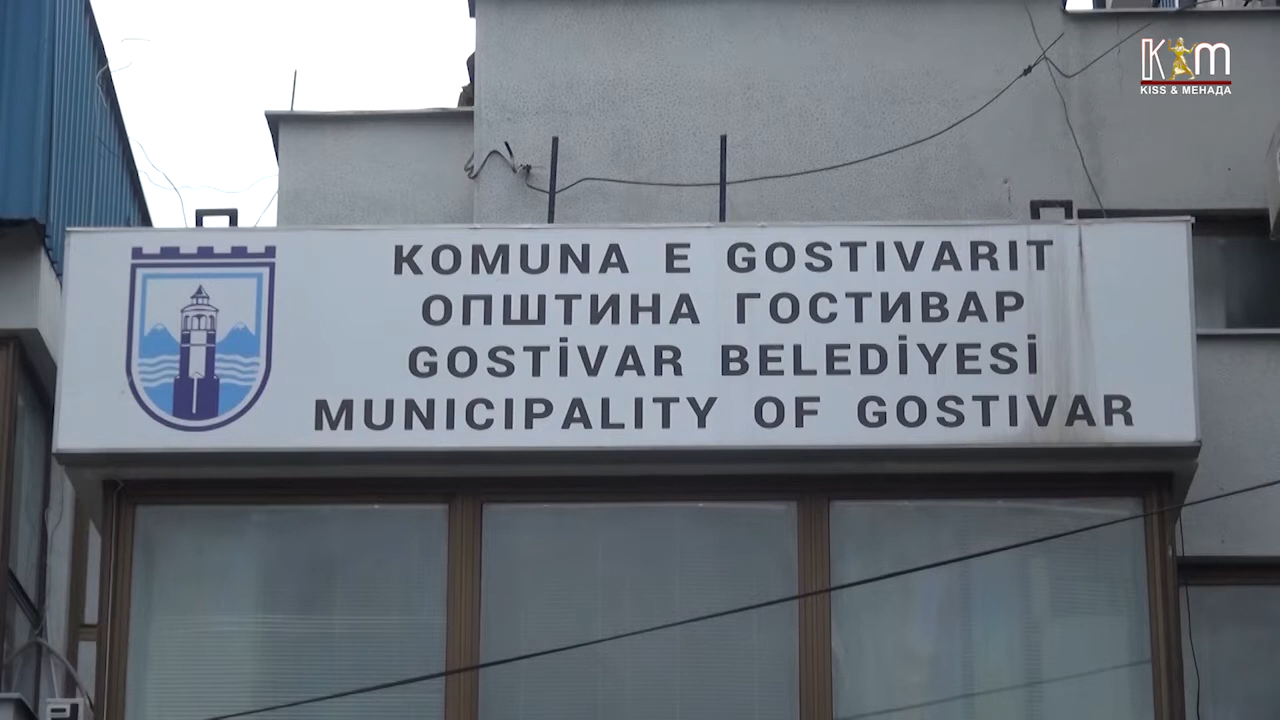 KOMUNA E GOSTIVARIT
ОПШТИНА ГОСТИВАР
GOSTİVAR BELEDİYESİ
MUNICIPALITY OF GOSTIVAR
K m
KISS & МЕНАДА